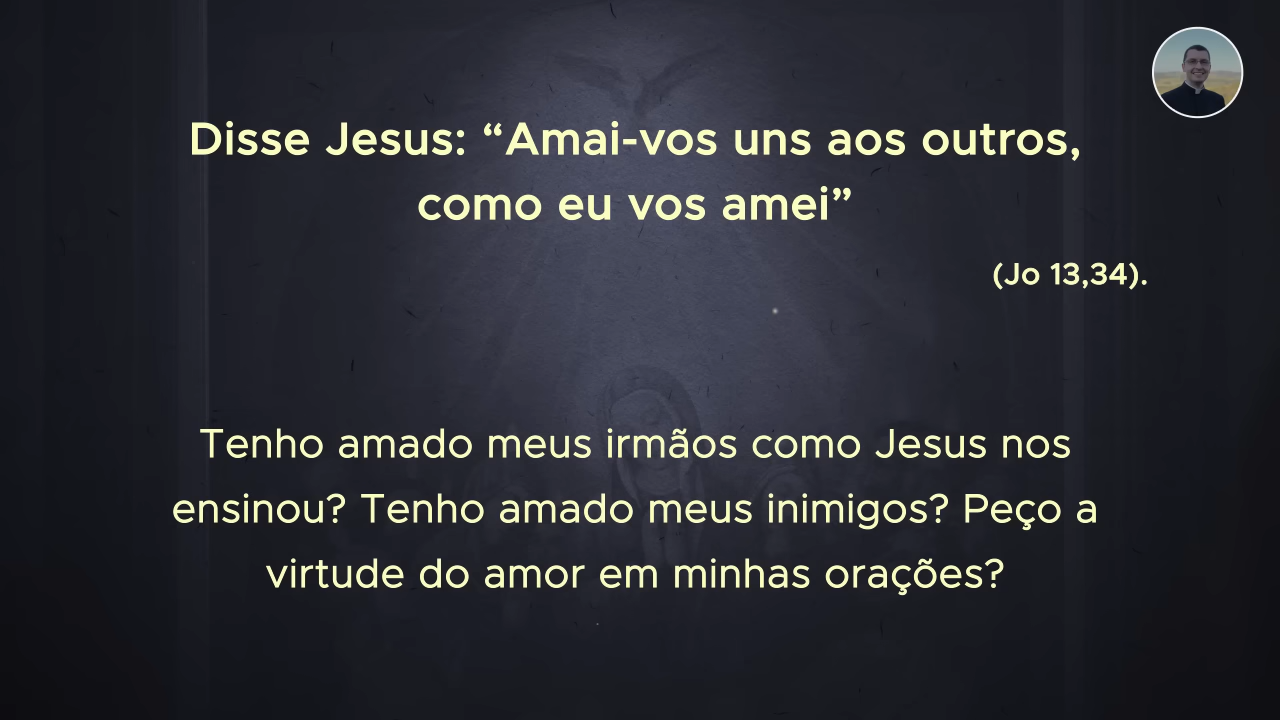 Disse Jesus: “Amai-vos uns aos outros,
como eu vos amei”
(Jo 13,34).
Tenho amado meus irmãos como Jesus nos
ensinou? Tenho amado meus inimigos? Peço a
virtude do amor em minhas orações?